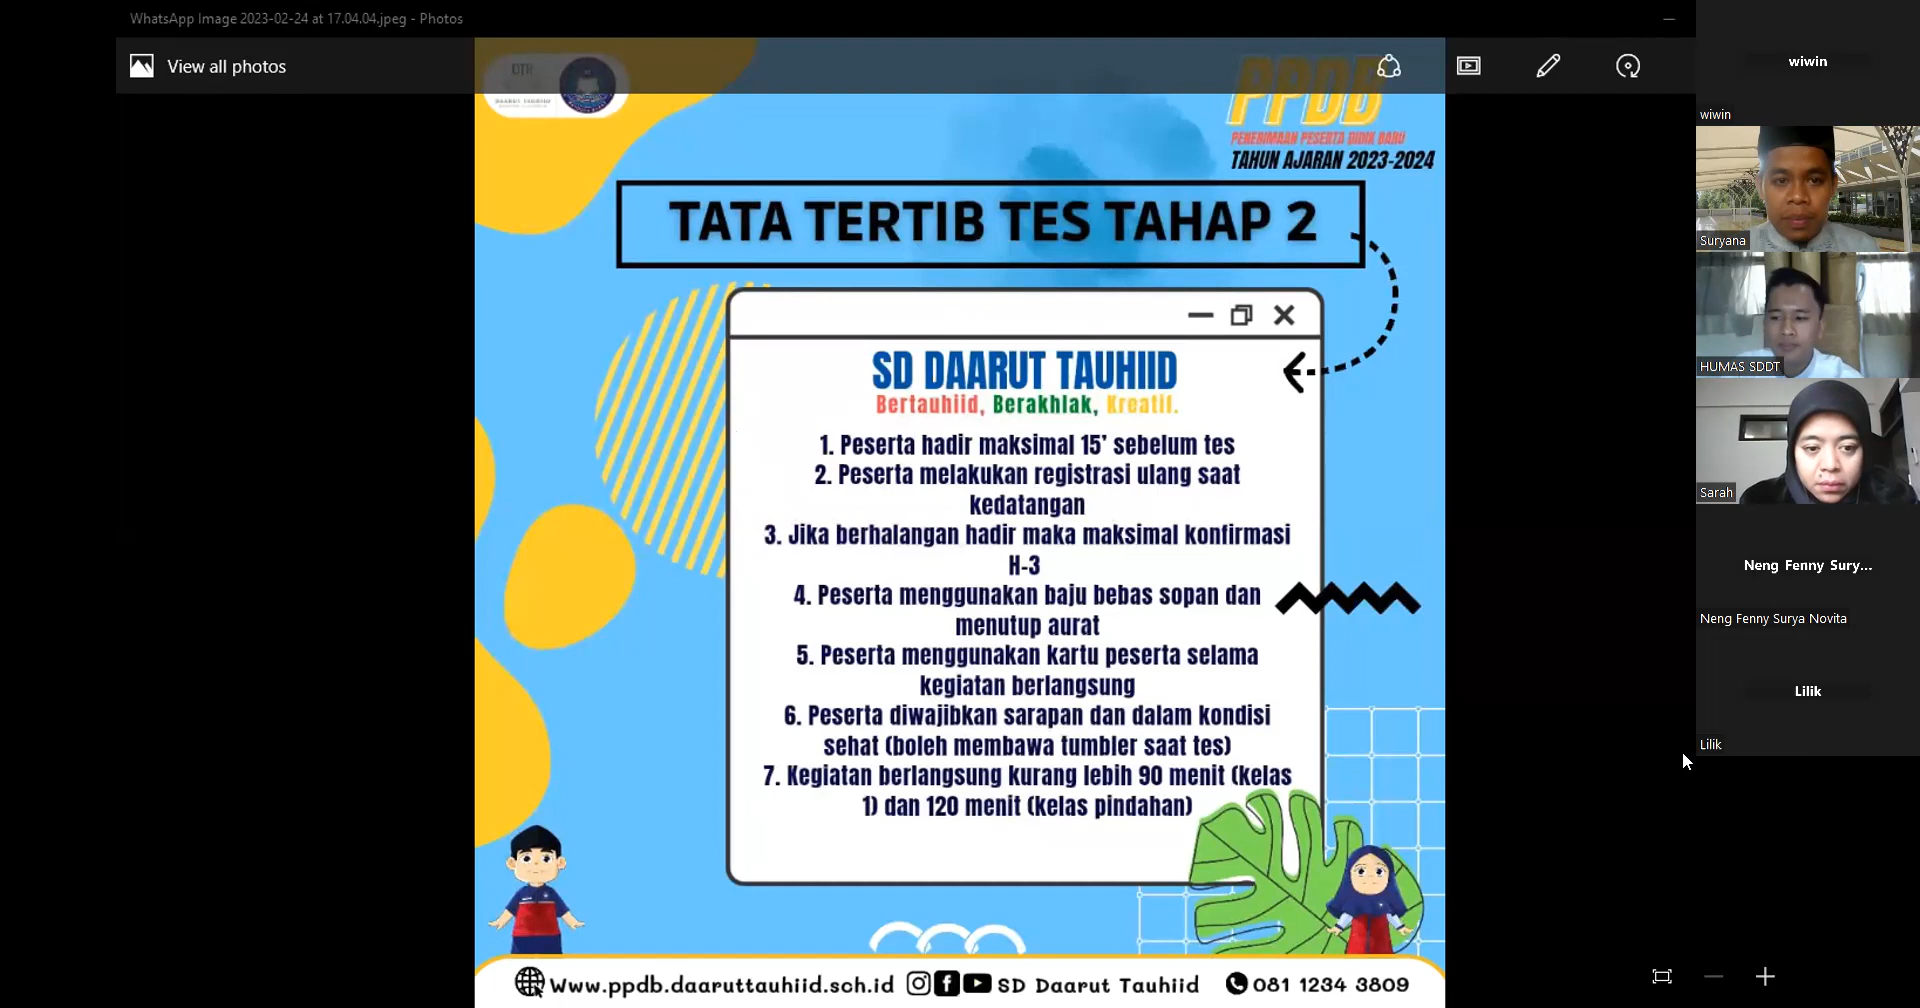 WhatsApp Image 2023-02-24 at 17.04.04.jpeg - Photos
View all photos
DAARUT TAUHIID
PPDB
PENERIMAAN PESERTA DIDIK BARU
TAHUN AJARAN 2023-2024
TATA TERTIB TES TAHAP 2
SD DAARUT TAUHIID
Bertauhiid, Berakhlak, Kreatif.
1. Peserta hadir maksimal 15' sebelum tes
2. Peserta melakukan registrasi ulang saat
kedatangan
3. Jika berhalangan hadir maka maksimal konfirmasi
H-3
4. Peserta menggunakan baju bebas sopan dan
menutup aurat
5. Peserta menggunakan kartu peserta selama
kegiatan berlangsung
6. Peserta diwajibkan sarapan dan dalam kondisi
sehat (boleh membawa tumbler saat tes)
7. Kegiatan berlangsung kurang lebih 90 menit (kelas
1) dan 120 menit (kelas pindahan)
Www.ppdb.daaruttauhiid.sch.id SD Daarut Tauhiid 081 1234 3809
wiwin
wiwin
Suryana
HUMAS SDDT
Sarah
Neng Fenny Sury...
Neng Fenny Surya Novita
Lilik
Lilik